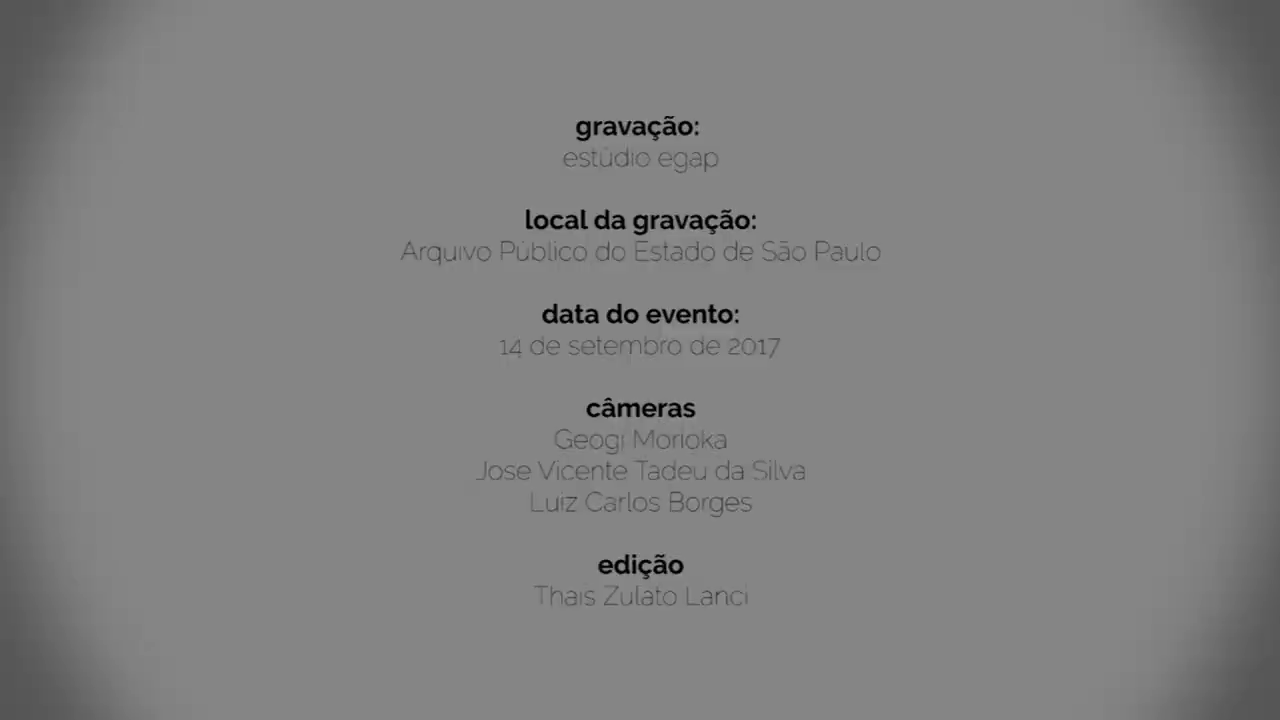 gravação:
estúdio egap
local da gravação:
Arquivo Público do Estado de São Paulo
data do evento:
14 de setembro de 2017
câmeras
Geogi Morioka
Jose Vicente Tadeu da Silva
Luiz Carlos Borges
edição
Thais Zulato Lanci